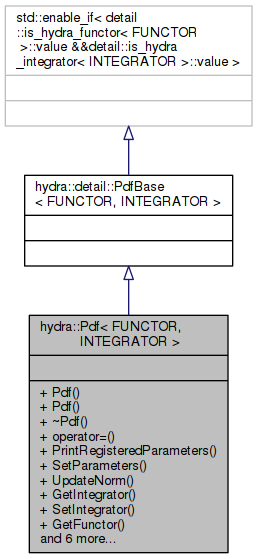 std::enable_if< detail
::is_hydra_functor< FUNCTOR
>::value &&detail::is_hydra
_integrator< INTEGRATOR >::value >
hydra::detail::PdfBase
< FUNCTOR, INTEGRATOR >
hydra::Pdf< FUNCTOR,
INTEGRATOR >
+ Pdf()
+ Pdf()
+ ~Pdf()
+ operator=()
+ PrintRegisteredParameters()
+ SetParameters()
+ UpdateNorm()
+ GetIntegrator()
+ SetIntegrator()
+ GetFunctor()
and 6 more...